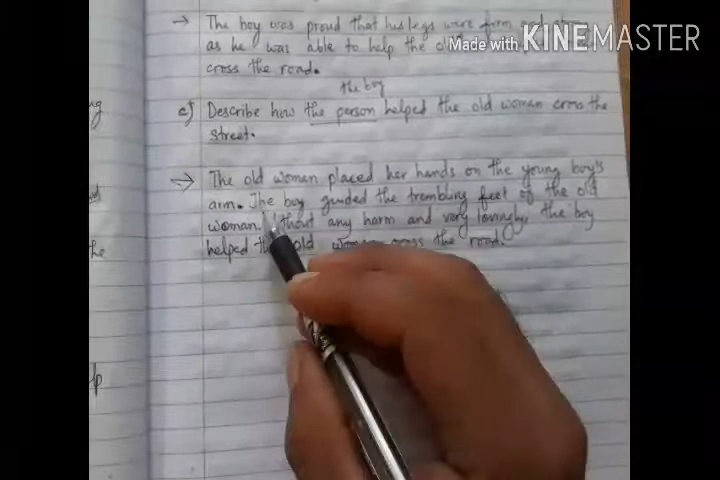 → The boy was proud that his legs were firm and
as he was able to help the old
cross the road.
the boy
e) Describe how the person helped the old woman cross the
street.
→ The old woman placed her hands on the young boy's
arm. The boy guided the trembling feet of the old
woman. Without any harm and very lovingly, the boy
helped the old woman cross the road.
Made with KINEMASTER
ug
he